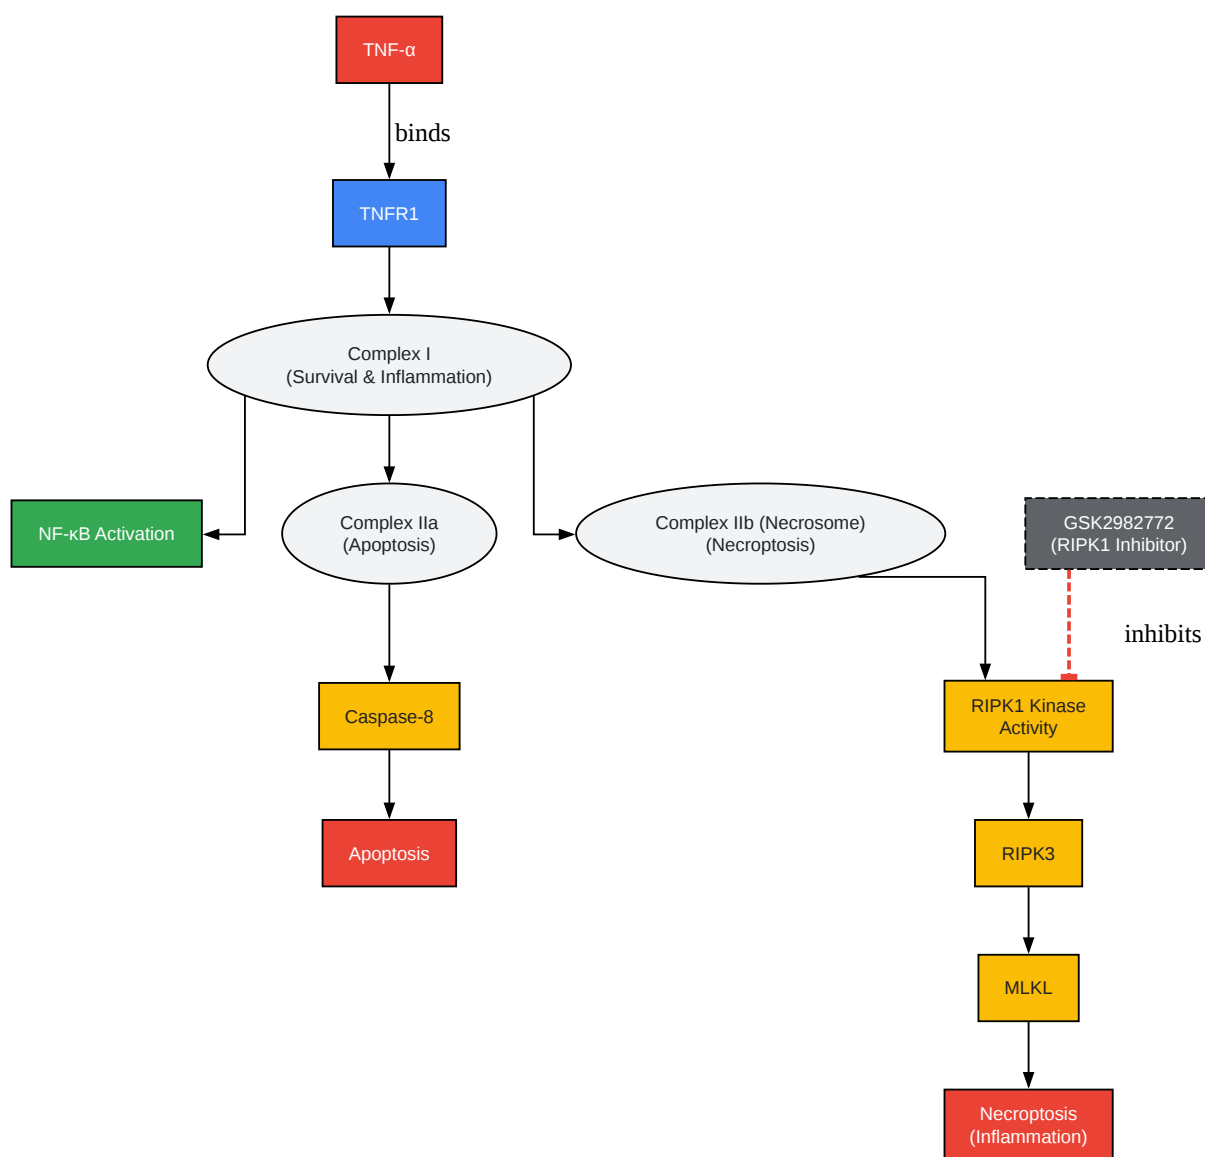 TNF-α
binds
TNFR1
Complex I
(Survival & Inflammation)
NF-κB Activation
Complex IIa
(Apoptosis)
Complex IIb (Necrosome)
(Necroptosis)
GSK2982772
(RIPK1 Inhibitor)
inhibits
Caspase-8
RIPK1 Kinase
Activity
Apoptosis
RIPK3
MLKL
Necroptosis
(Inflammation)